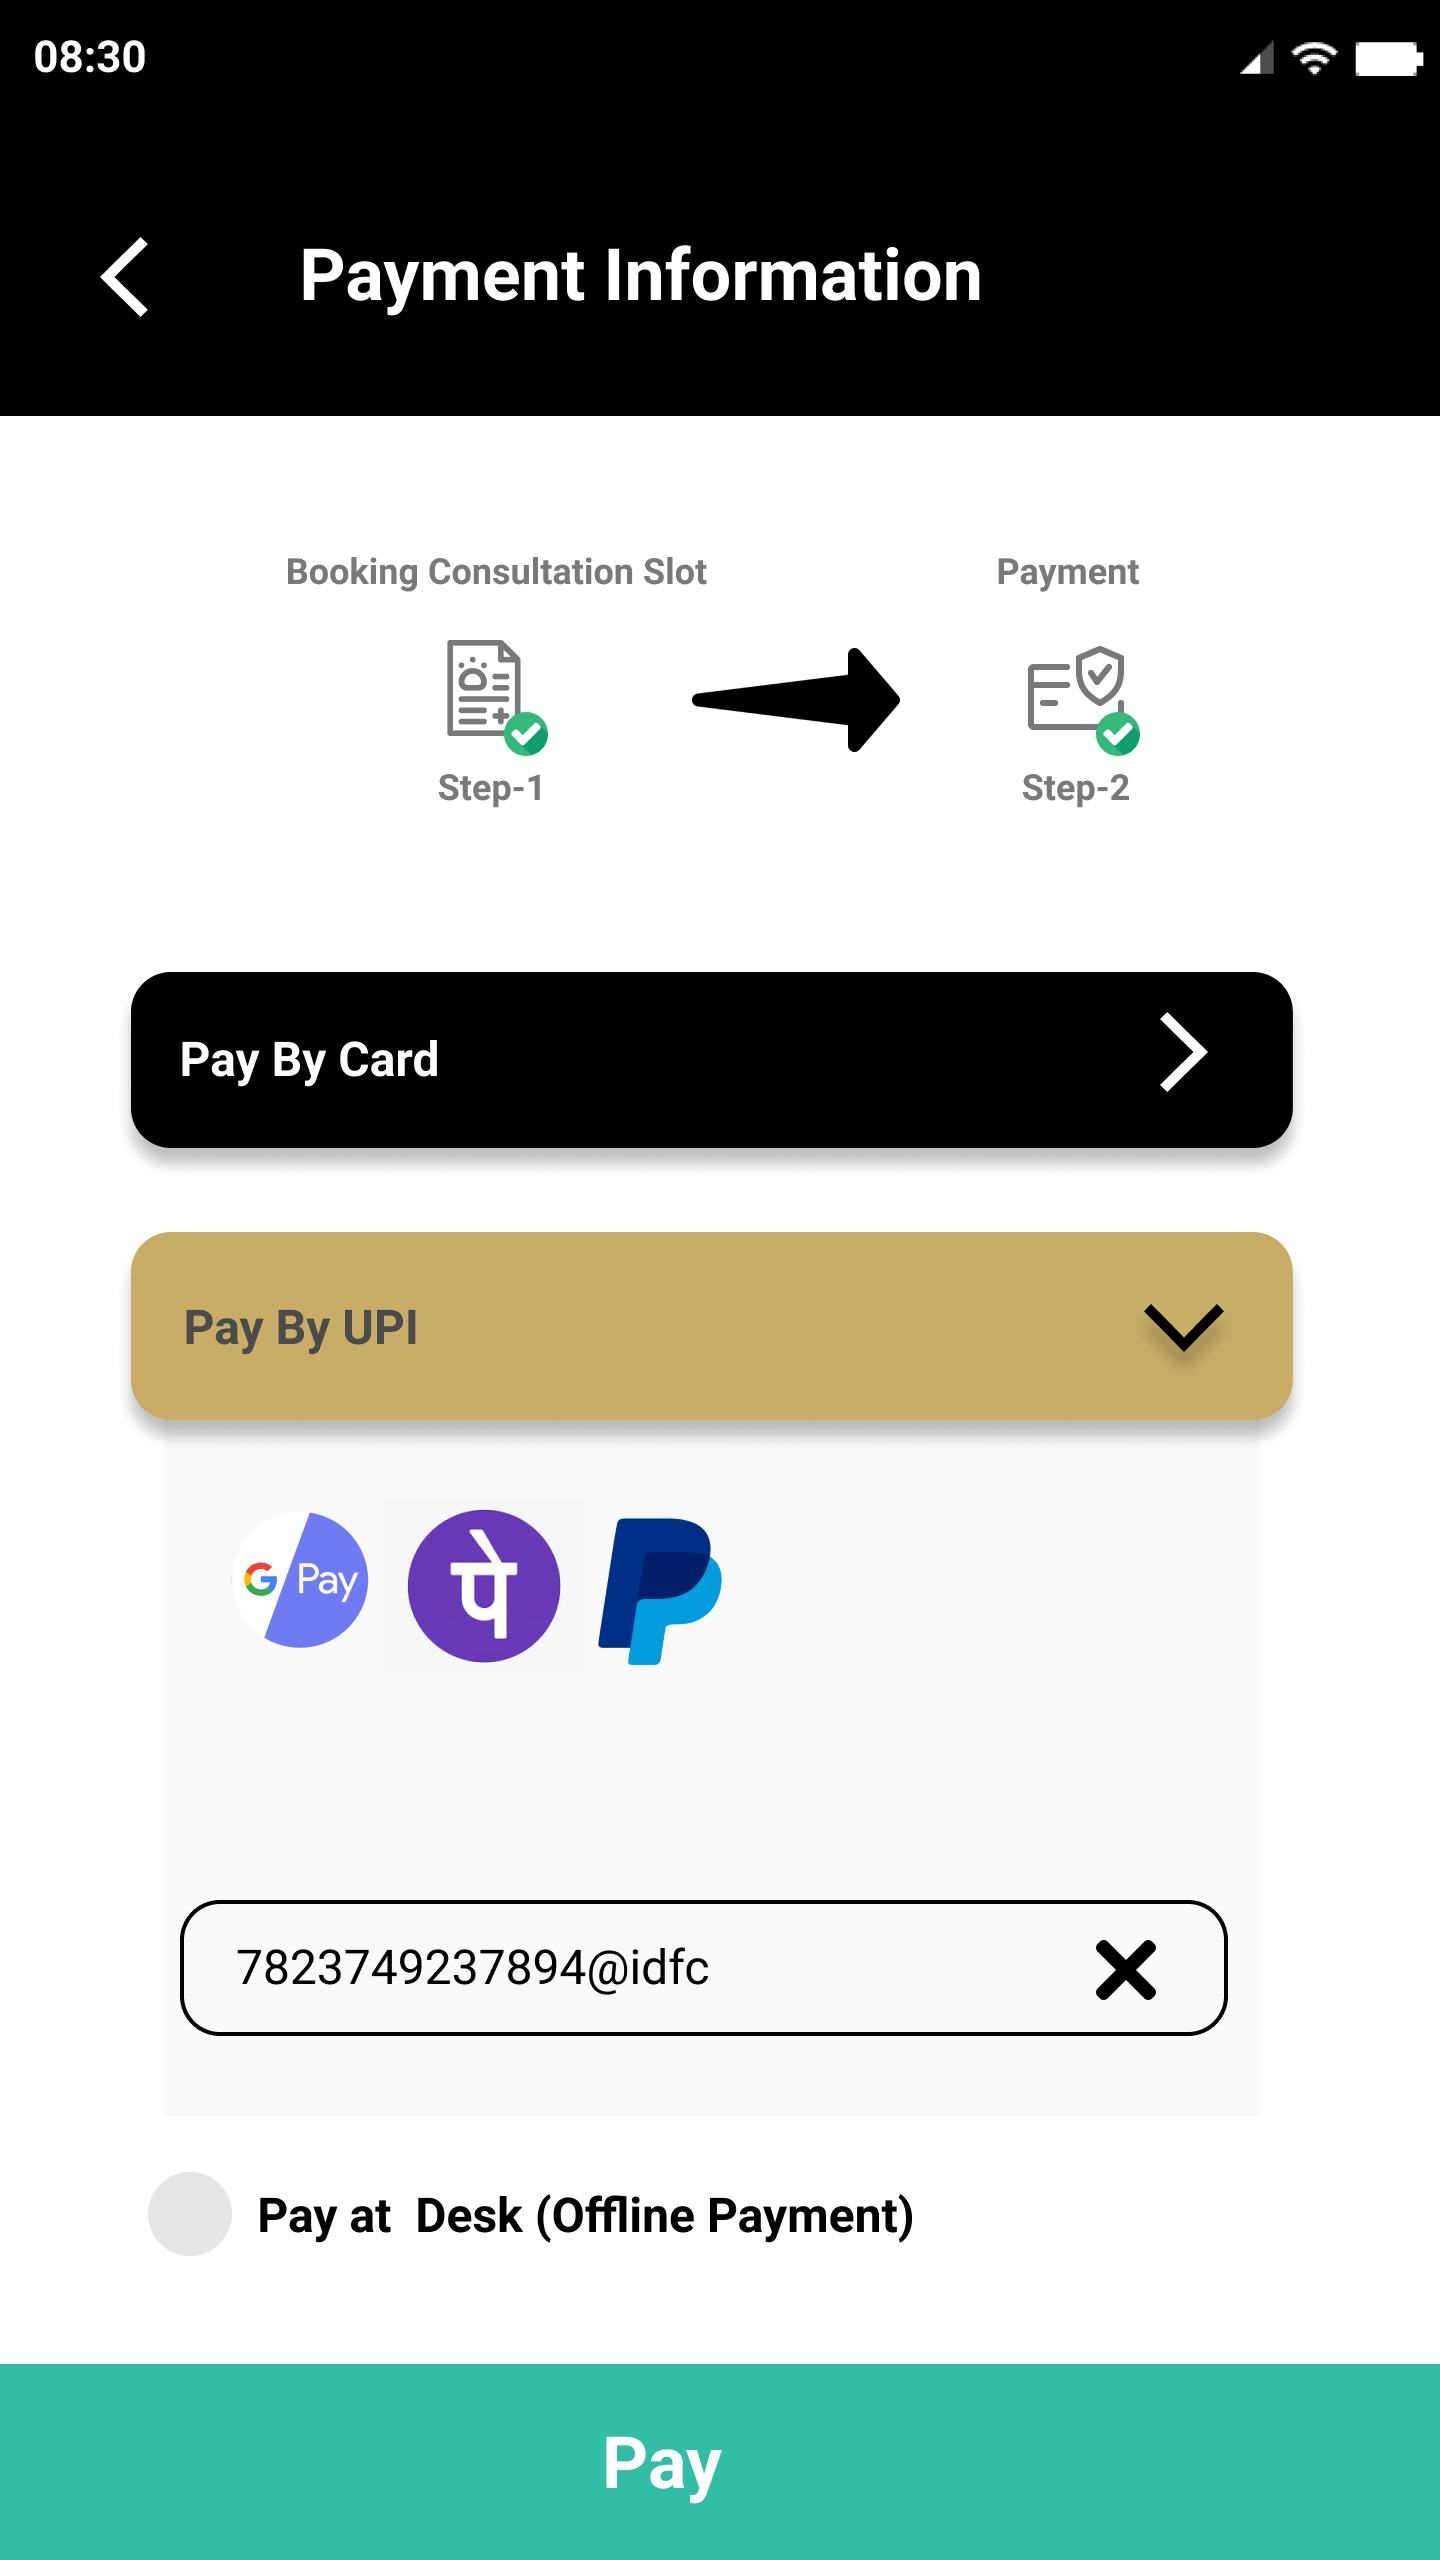 08:30
Payment Information
Booking Consultation Slot
Payment
Step-1
Step-2
Pay By Card
Pay By UPI
G Pay
पे
7823749237894@idfc
Pay at  Desk (Offline Payment)
Pay